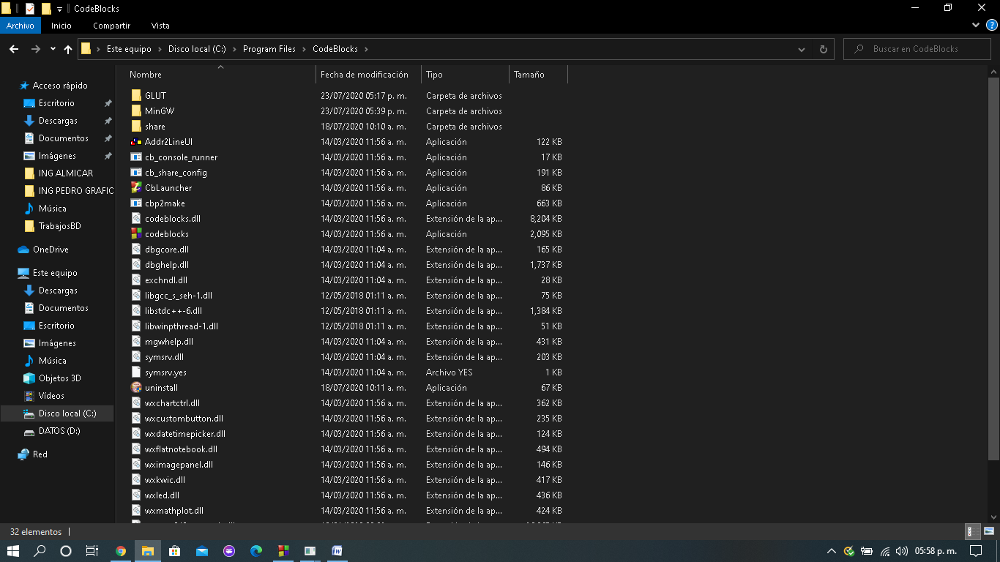 CodeBlocks
Archivo Inicio Compartir Vista
Este equipo Disco local (C:) Program Files CodeBlocks
Buscar en CodeBlocks
Acceso rápido
Escritorio
Descargas
Documentos
Imágenes
ING ALMICAR
ING PEDRO GRAFIC
Música
TrabajosBD
OneDrive
Este equipo
Descargas
Documentos
Escritorio
Imágenes
Música
Objetos 3D
Vídeos
Disco local (C:)
DATOS (D:)
Red
Nombre Fecha de modificación Tipo Tamaño
GLUT 23/07/2020 05:17 p. m. Carpeta de archivos
MinGW 23/07/2020 05:39 p. m. Carpeta de archivos
share 18/07/2020 10:10 a. m. Carpeta de archivos
Addr2LineUI 14/03/2020 11:56 a. m. Aplicación 122 KB
cb_console_runner 14/03/2020 11:56 a. m. Aplicación 17 KB
cb_share_config 14/03/2020 11:56 a. m. Aplicación 191 KB
CbLauncher 14/03/2020 11:56 a. m. Aplicación 86 KB
cbp2make 14/03/2020 11:56 a. m. Aplicación 663 KB
codeblocks.dll 14/03/2020 11:56 a. m. Extensión de la ap... 8,204 KB
codeblocks 14/03/2020 11:56 a. m. Aplicación 2,095 KB
dbgcore.dll 14/03/2020 11:04 a. m. Extensión de la ap... 165 KB
dbghelp.dll 14/03/2020 11:04 a. m. Extensión de la ap... 1,737 KB
exchndl.dll 14/03/2020 11:04 a. m. Extensión de la ap... 28 KB
libgcc_s_seh-1.dll 12/05/2018 01:11 a. m. Extensión de la ap... 75 KB
libstdc++-6.dll 12/05/2018 01:11 a. m. Extensión de la ap... 1,384 KB
libwinpthread-1.dll 12/05/2018 01:11 a. m. Extensión de la ap... 51 KB
mgwhelp.dll 14/03/2020 11:04 a. m. Extensión de la ap... 431 KB
symsrv.dll 14/03/2020 11:04 a. m. Extensión de la ap... 203 KB
symsrv.yes 14/03/2020 11:04 a. m. Archivo YES 1 KB
uninstall 18/07/2020 10:11 a. m. Aplicación 67 KB
wxchartctrl.dll 14/03/2020 11:56 a. m. Extensión de la ap... 362 KB
wxcustombutton.dll 14/03/2020 11:56 a. m. Extensión de la ap... 235 KB
wxdatetimepicker.dll 14/03/2020 11:56 a. m. Extensión de la ap... 124 KB
wxflatnotebook.dll 14/03/2020 11:56 a. m. Extensión de la ap... 494 KB
wximagepanel.dll 14/03/2020 11:56 a. m. Extensión de la ap... 146 KB
wxkwic.dll 14/03/2020 11:56 a. m. Extensión de la ap... 417 KB
wxled.dll 14/03/2020 11:56 a. m. Extensión de la ap... 436 KB
wxmathplot.dll 14/03/2020 11:56 a. m. Extensión de la ap... 424 KB
32 elementos
05:58 p. m.